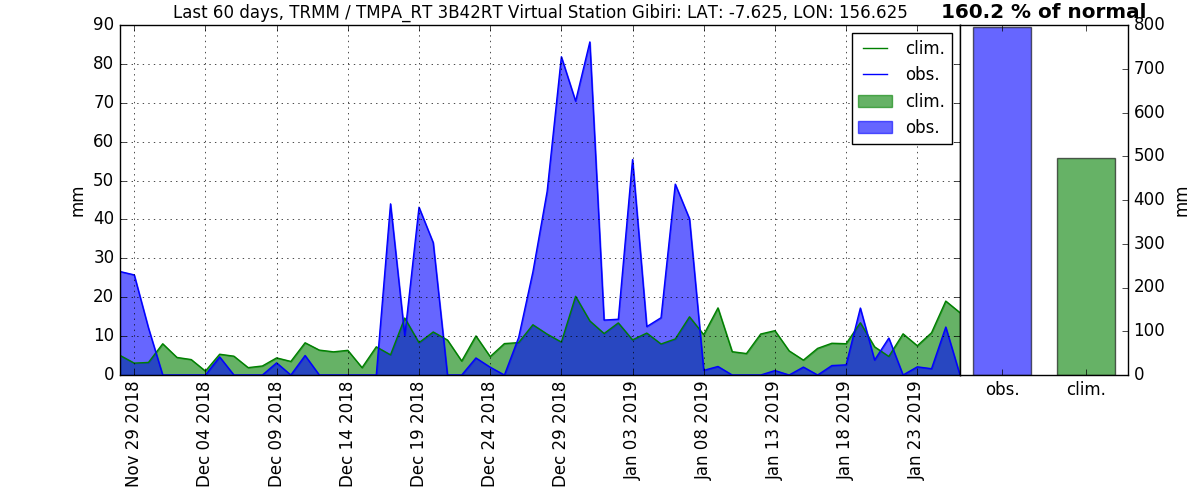 Last 60 days, TRMM / TMPA_RT 3B42RT Virtual Station Gibiri: LAT: -7.625, LON: 156.625
160.2 % of normal
90
80
70
60
50
40
30
20
10
0
mm
clim.
obs.
clim.
obs.
800
700
600
500
400
300
200
100
0
mm
obs.
clim.
Nov 29 2018
Dec 04 2018
Dec 09 2018
Dec 14 2018
Dec 19 2018
Dec 24 2018
Dec 29 2018
Jan 03 2019
Jan 08 2019
Jan 13 2019
Jan 18 2019
Jan 23 2019